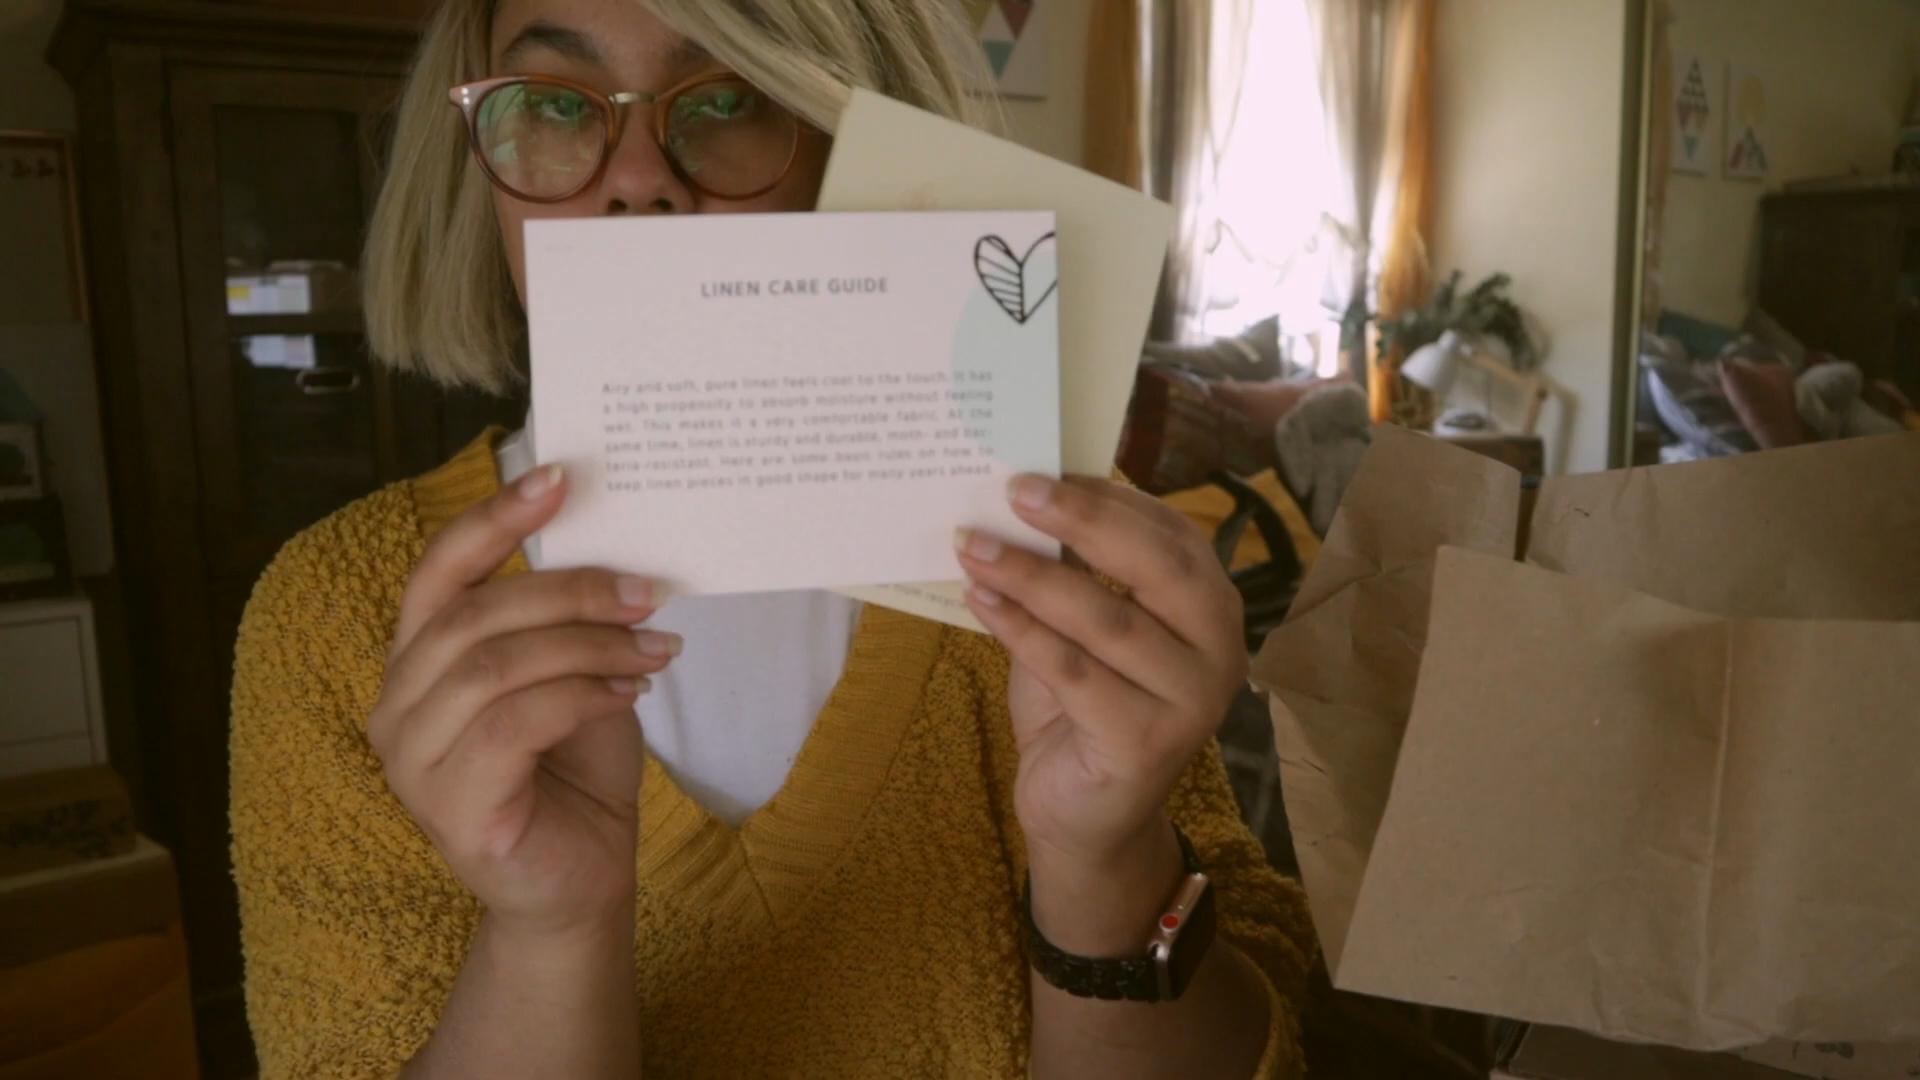 LINEN CARE GUIDE
Airy and soft, pure linen feels cool to the touch. It has
a high propensity to absorb moisture without feeling
wet. This makes it a very comfortable fabric. At the
same time, linen is sturdy and durable, moth- and bac-
teria-resistant. Here are some basic rules on how to
keep linen pieces in good shape for many years ahead.
from recycle